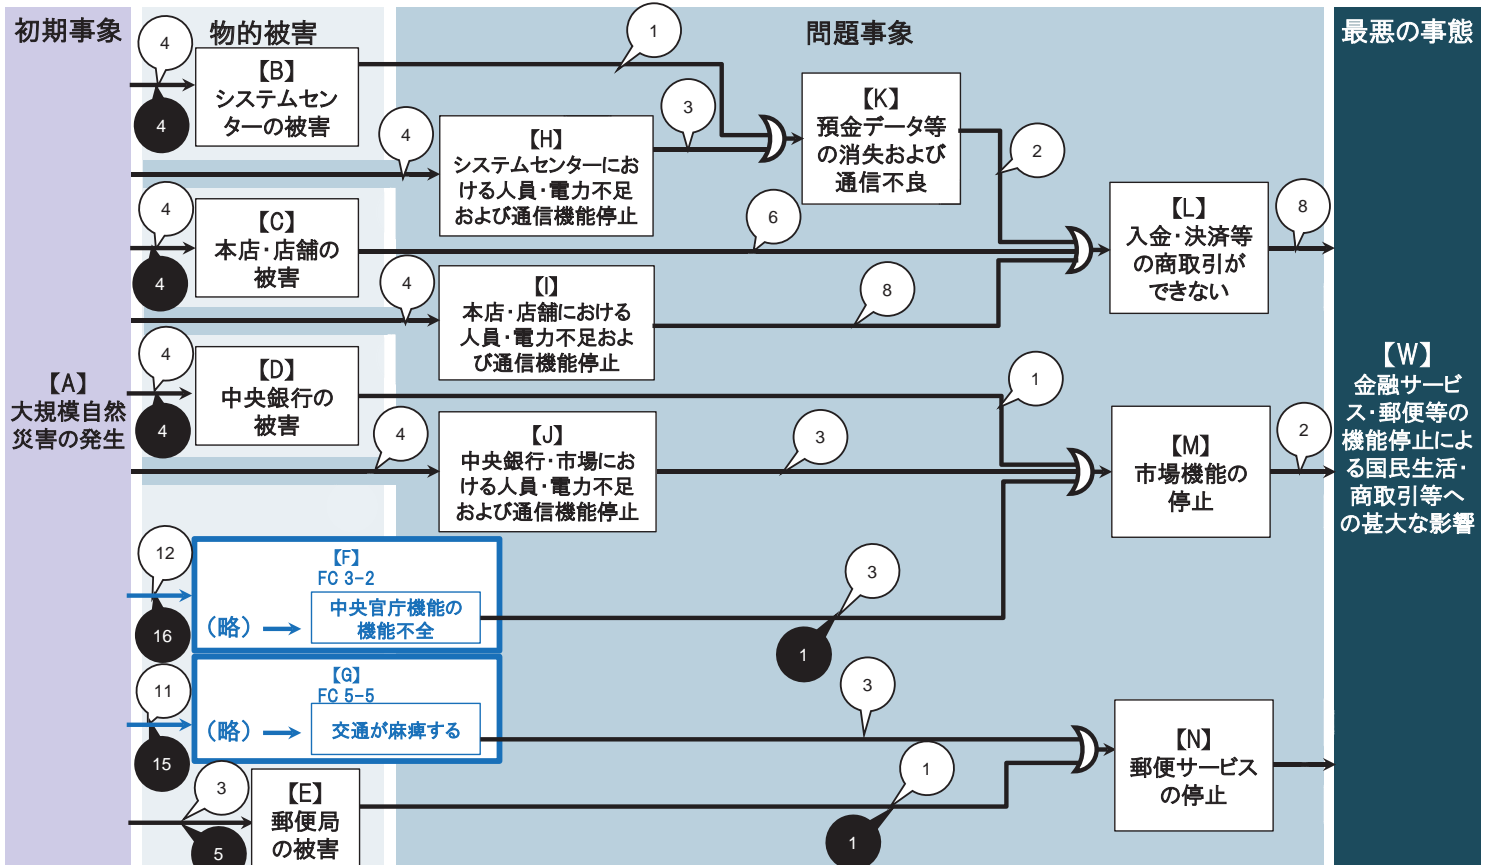 初期事象
物的被害
問題事象
最悪の事態
【A】
大規模自然
災害の発生
4
4
【B】
システムセン
ターの被害
1
4
【H】
システムセンターにお
ける人員・電力不足
および通信機能停止
3
【K】
預金データ等
の消失および
通信不良
2
4
4
【C】
本店・店舗の
被害
6
4
【I】
本店・店舗における
人員・電力不足およ
び通信機能停止
8
【L】
入金・決済等
の商取引が
できない
8
4
4
【D】
中央銀行の
被害
1
4
【J】
中央銀行・市場にお
ける人員・電力不足
および通信機能停止
3
【M】
市場機能の
停止
2
12
16
【F】
FC 3-2
(略)
中央官庁機能の
機能不全
3
1
11
15
【G】
FC 5-5
(略)
交通が麻痺する
3
3
5
【E】
郵便局
の被害
1
1
【N】
郵便サービス
の停止
【W】
金融サービ
ス・郵便等の
機能停止によ
る国民生活・
商取引等へ
の甚大な影響